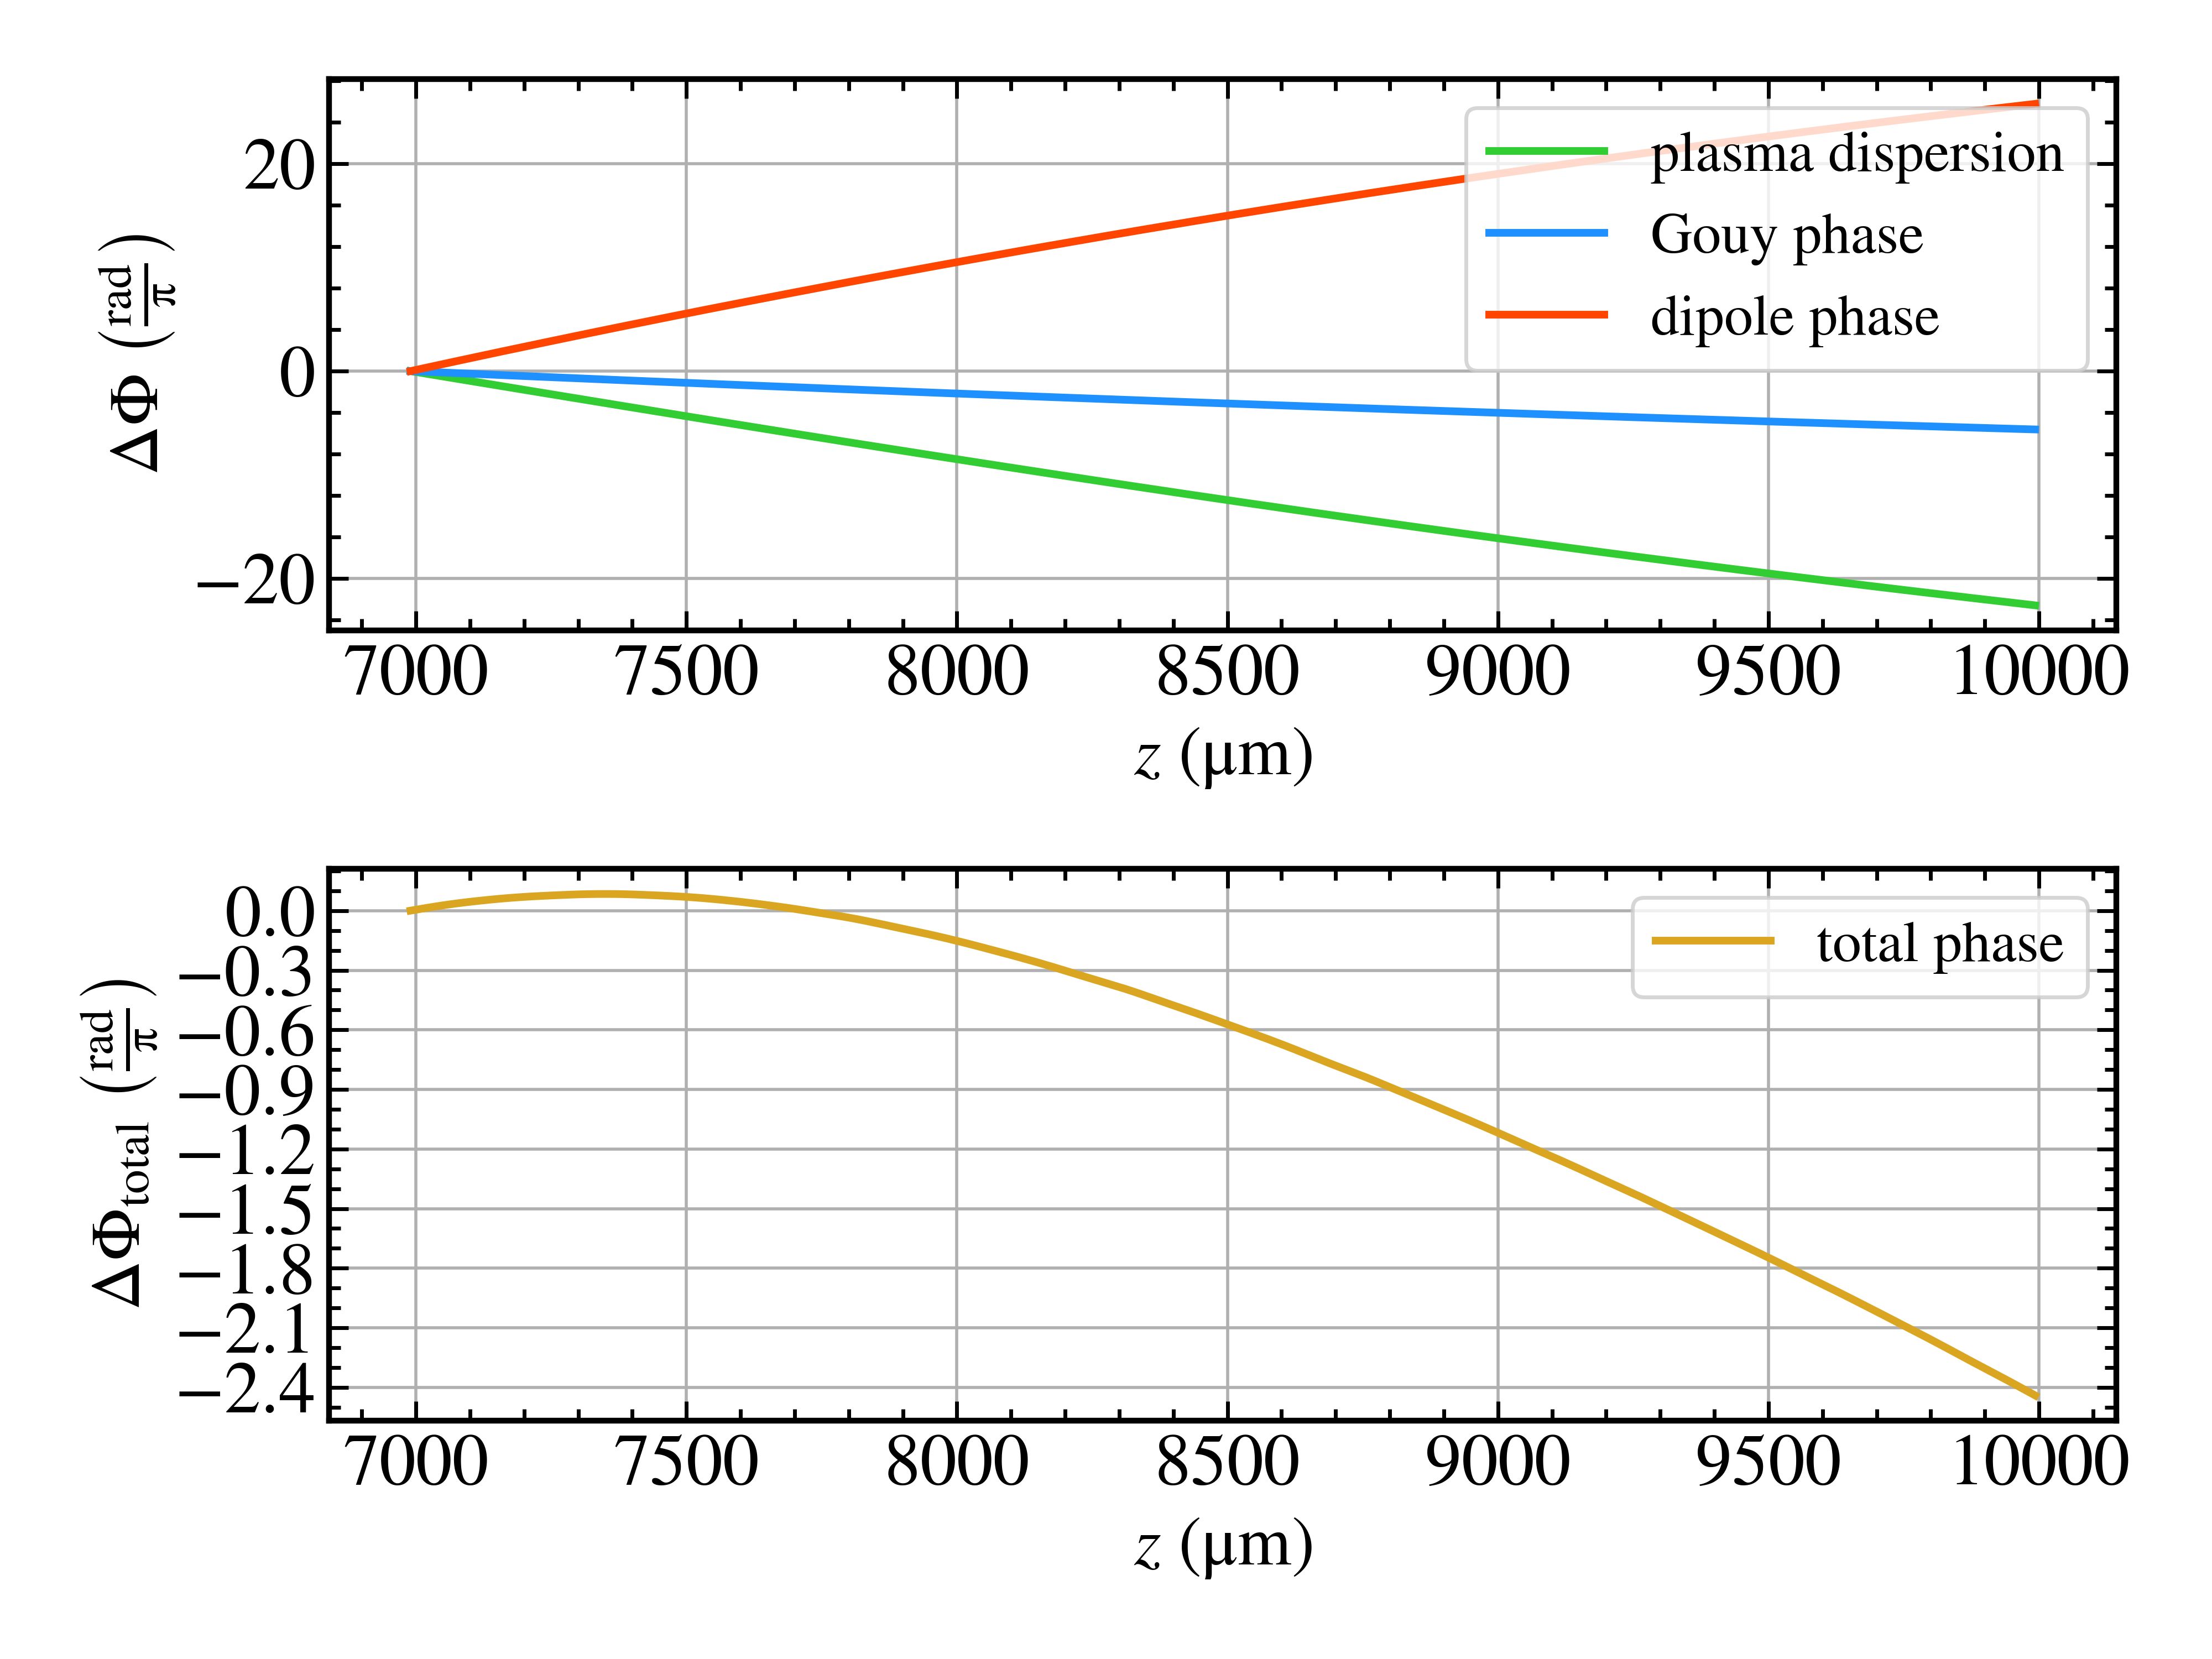 ΔΦ (rad/π)
20
0
−20
plasma dispersion
Gouy phase
dipole phase
7000 7500 8000 8500 9000 9500 10000
z (μm)
ΔΦtotal (rad/π)
0.0
−0.3
−0.6
−0.9
−1.2
−1.5
−1.8
−2.1
−2.4
total phase
7000 7500 8000 8500 9000 9500 10000
z (μm)